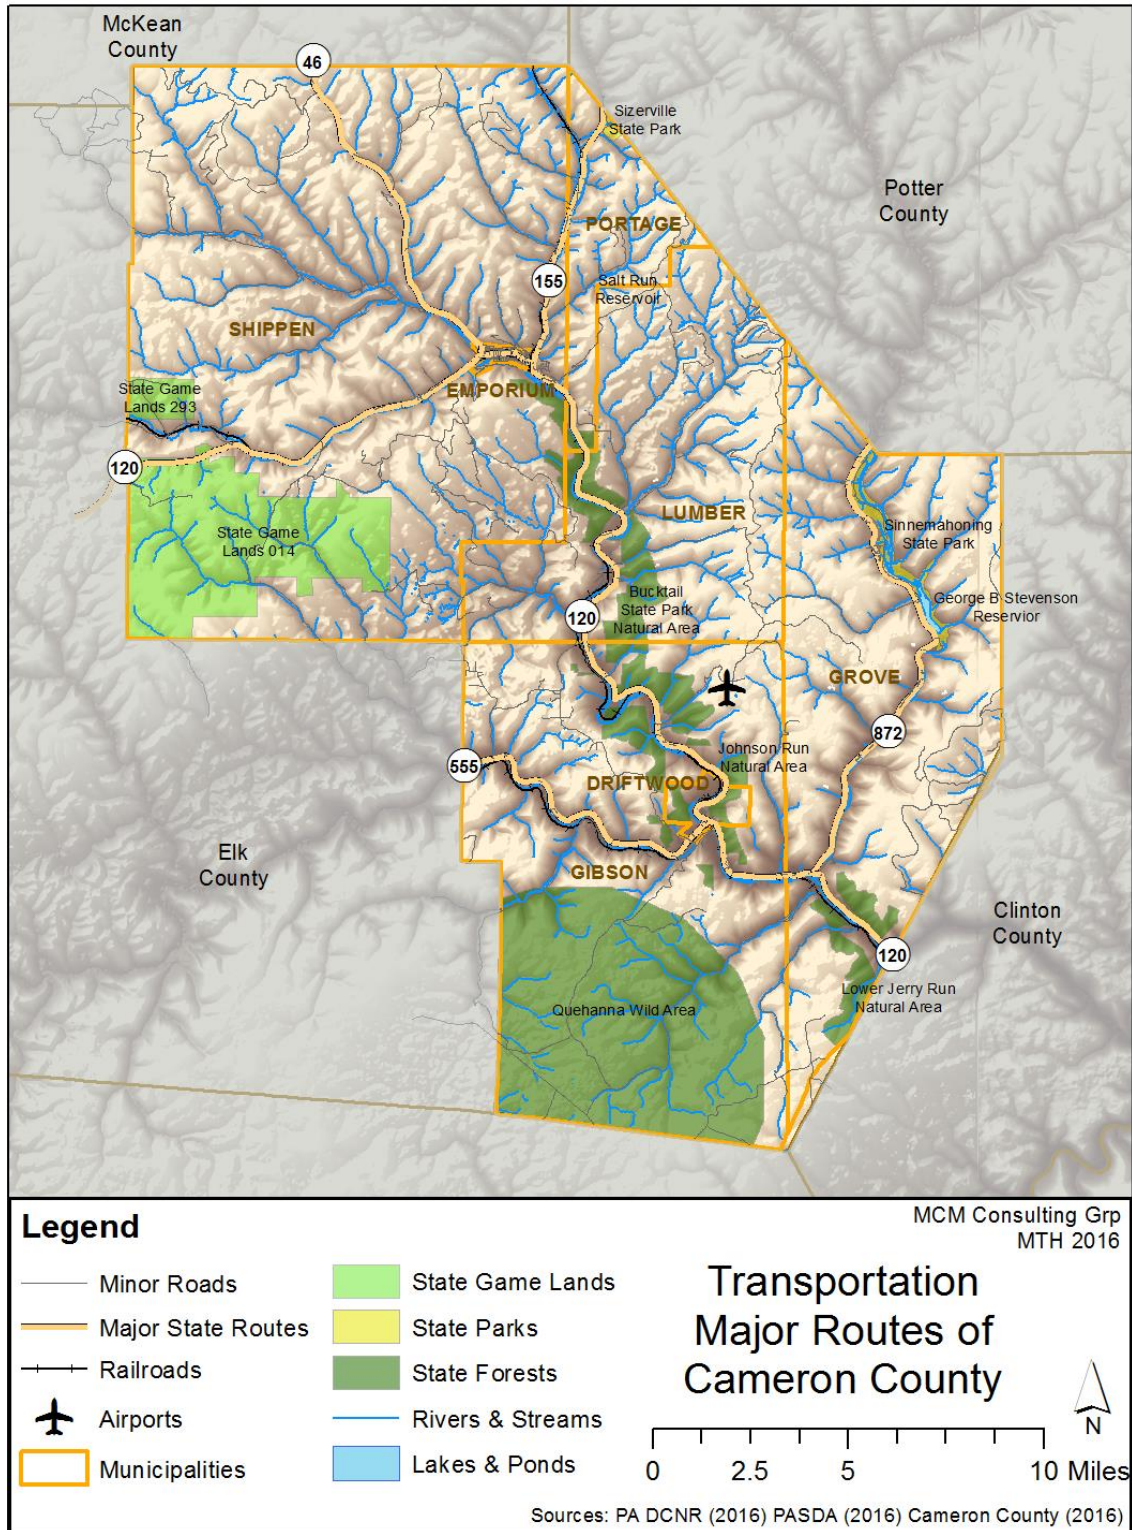 McKean
County
46
Sizerville
State Park
Potter
County
PORTAGE
155
Salt Run
Reservoir
SHIPPEN
EMPORIUM
State Game
Lands 293
120
LUMBER
State Game
Lands 014
Sinnemahoning
State Park
Bucktail
State Park
Natural Area
120
George B Stevenson
Reservior
GROVE
872
Johnson Run
Natural Area
555
DRIFTWOOD
Elk
County
GIBSON
Clinton
County
120
Lower Jerry Run
Natural Area
Quehanna Wild Area
Legend
Minor Roads
Major State Routes
Railroads
Airports
Municipalities
State Game Lands
State Parks
State Forests
Rivers & Streams
Lakes & Ponds
MCM Consulting Grp
MTH 2016
Transportation
Major Routes of
Cameron County
N
0 2.5 5 10 Miles
Sources: PA DCNR (2016) PASDA (2016) Cameron County (2016)